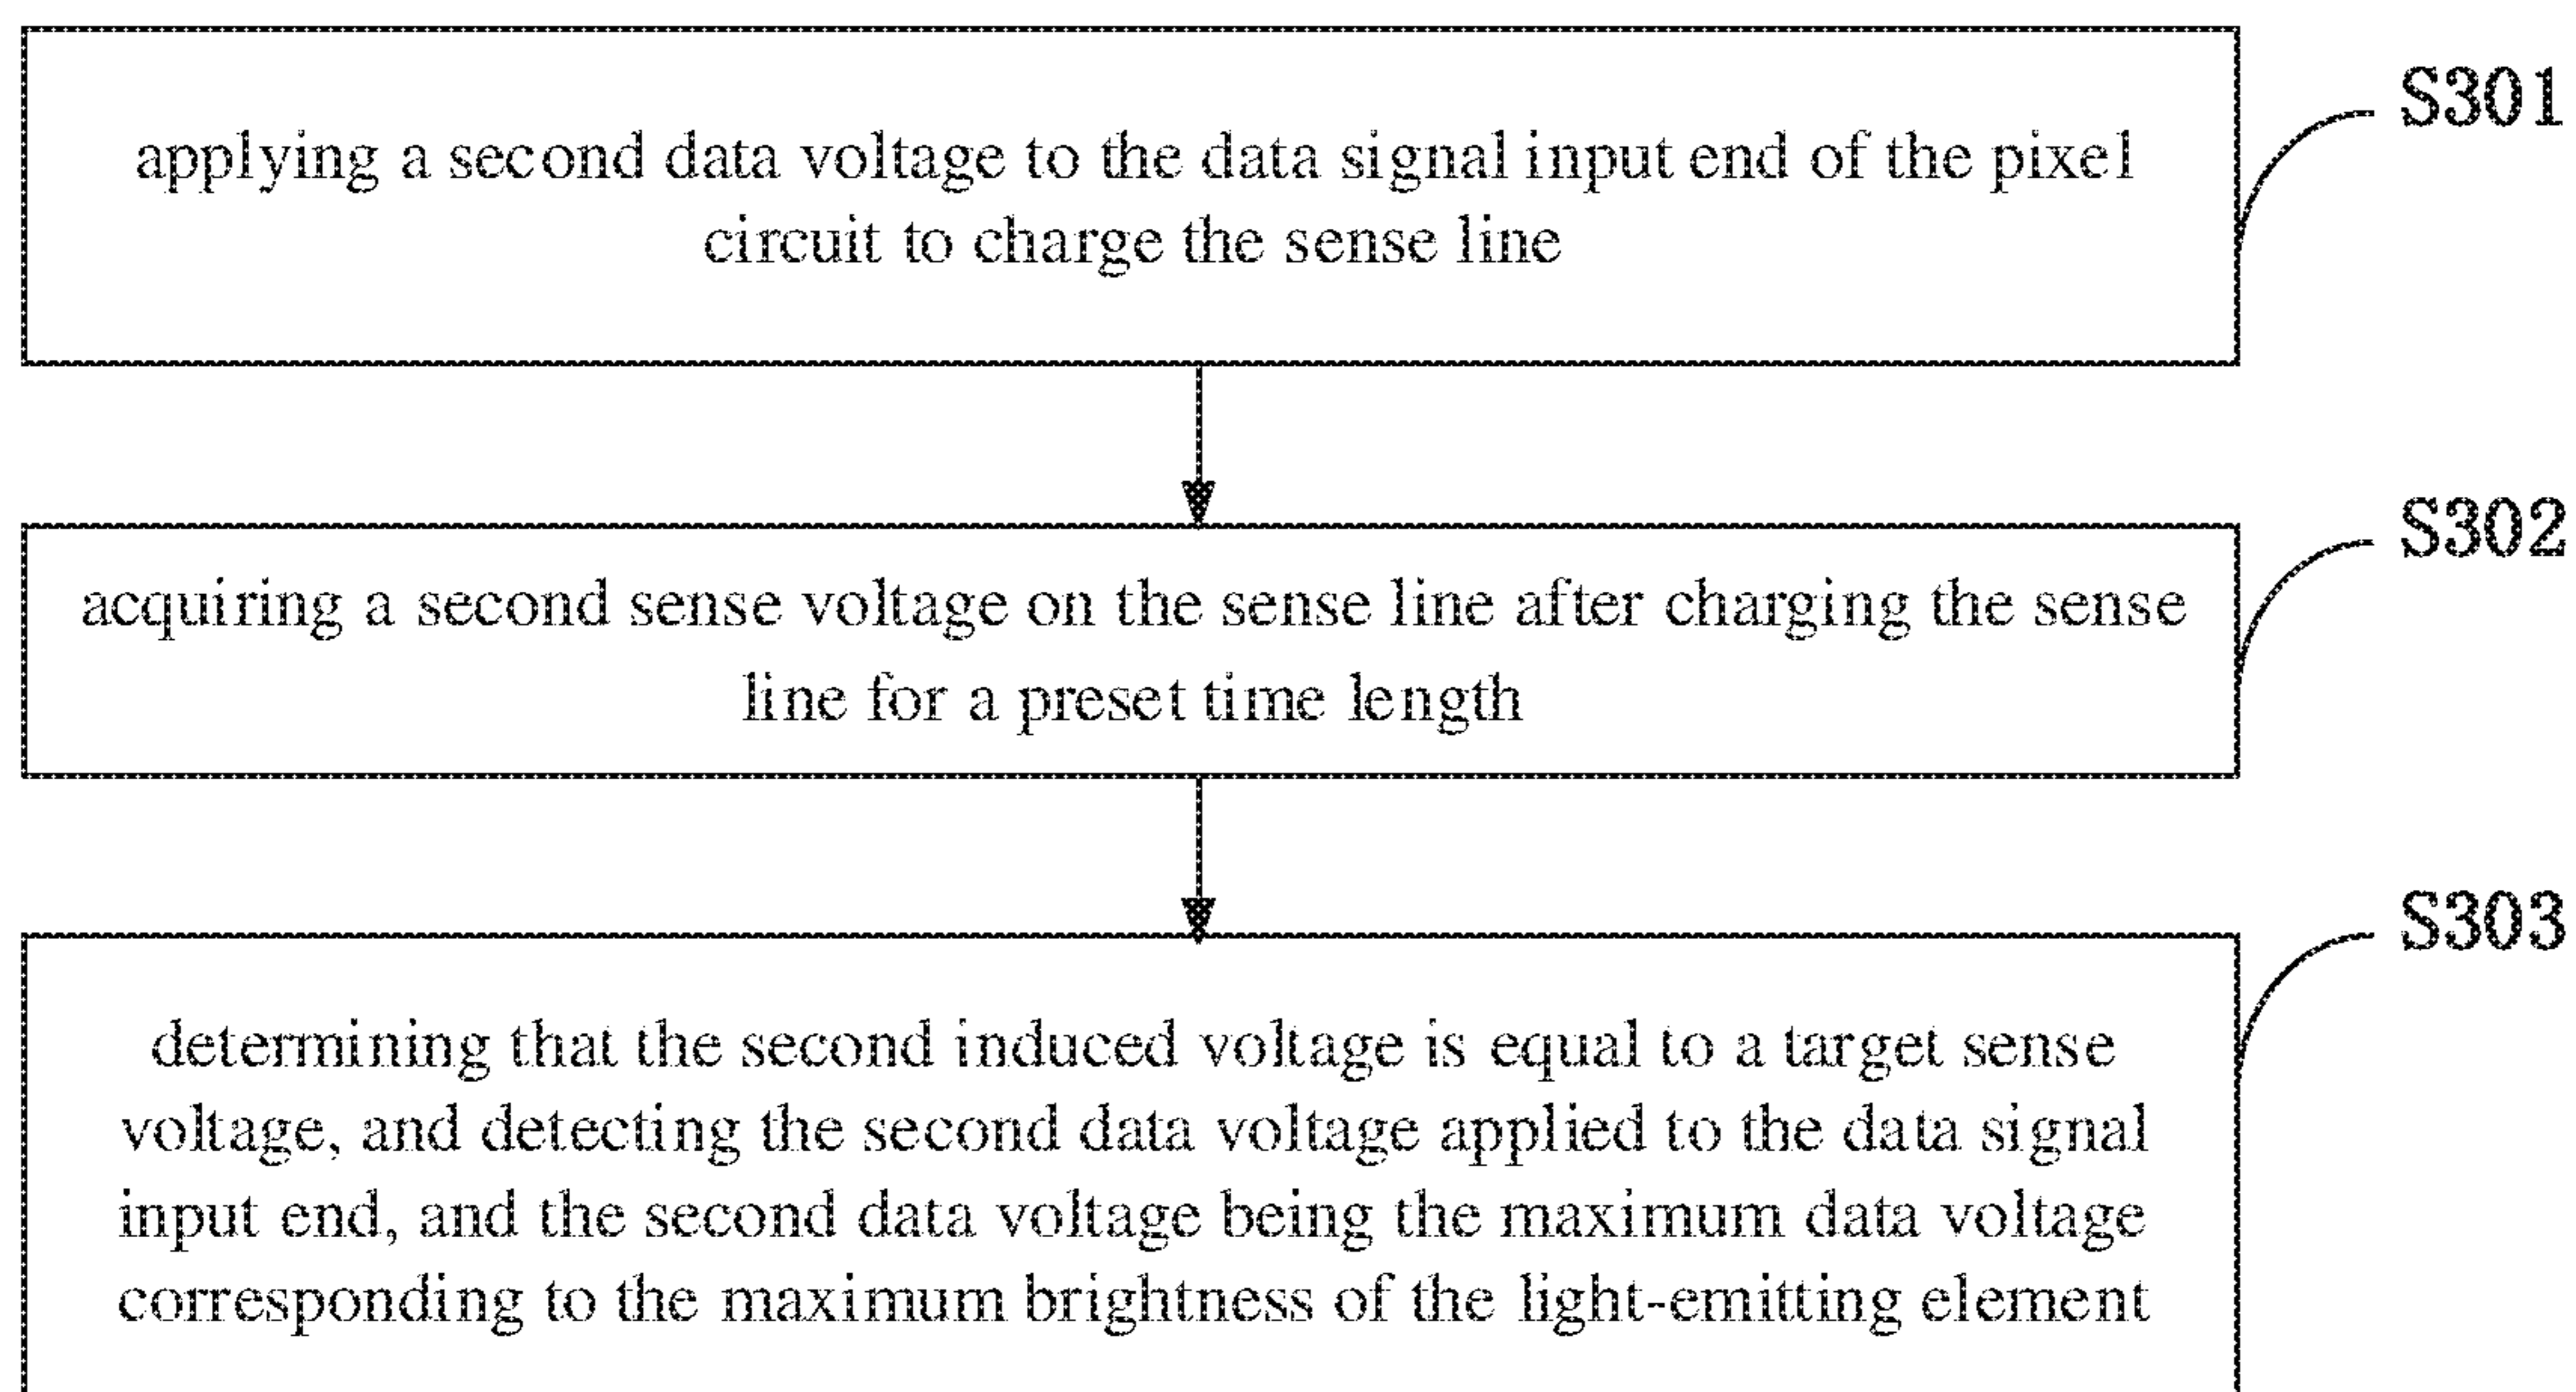 S301
applying a second data voltage to the data signal input end of the pixel
circuit to charge the sense line
S302
acquiring a second sense voltage on the sense line after charging the sense
line for a preset time length
S303
determining that the second induced voltage is equal to a target sense
voltage, and detecting the second data voltage applied to the data signal
input end, and the second data voltage being the maximum data voltage
corresponding to the maximum brightness of the light-emitting element